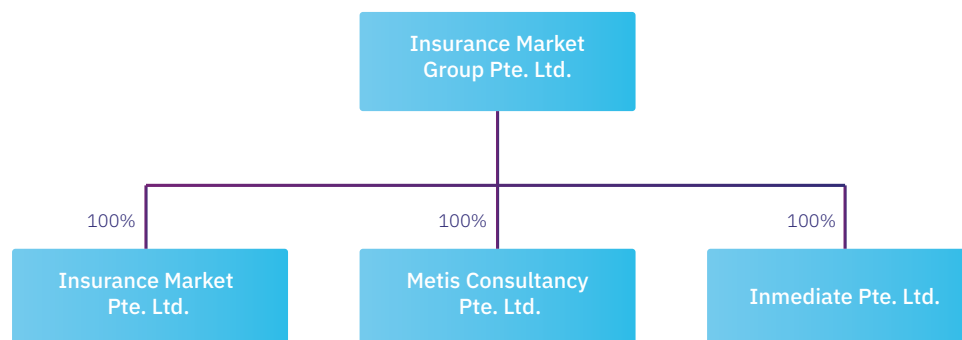 Insurance Market
Group Pte. Ltd.
100%
100%
100%
Insurance Market
Pte. Ltd.
Metis Consultancy
Pte. Ltd.
Inmediate Pte. Ltd.